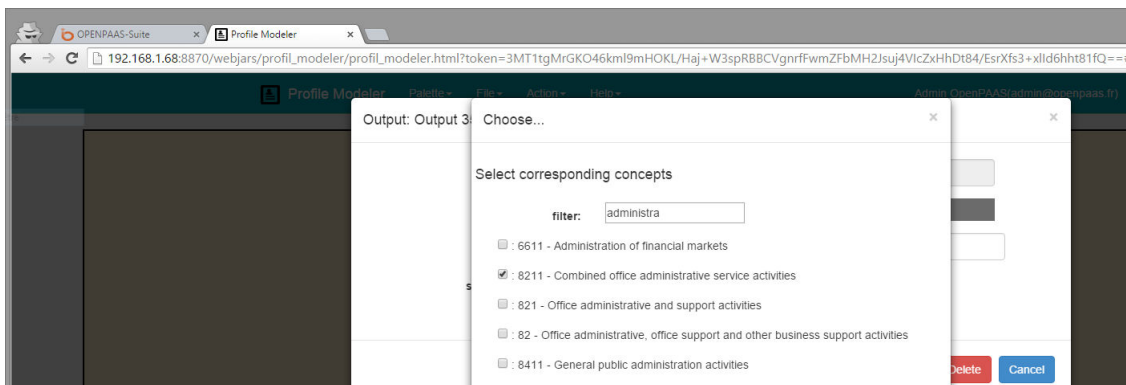 OPENPAAS-Suite × Profile Modeler ×
192.168.1.68:8870/webjars/profil_modeler/profil_modeler.html?token=3MT1tgMrGKO46kml9mHOKL/Haj+W3spRBBCVgnrfFwmZFbMH2Jsuj4VIcZxHhDt84/EsrXfs3+xlId6hht81fQ==
Profile Modeler Palette File Action Help Admin OpenPAAS(admin@openpaas.fr)
Output: Output 35 Choose... × ×
Select corresponding concepts
filter: administra
: 6611 - Administration of financial markets
: 8211 - Combined office administrative service activities
s
: 821 - Office administrative and support activities
: 82 - Office administrative, office support and other business support activities
: 8411 - General public administration activities
Delete Cancel